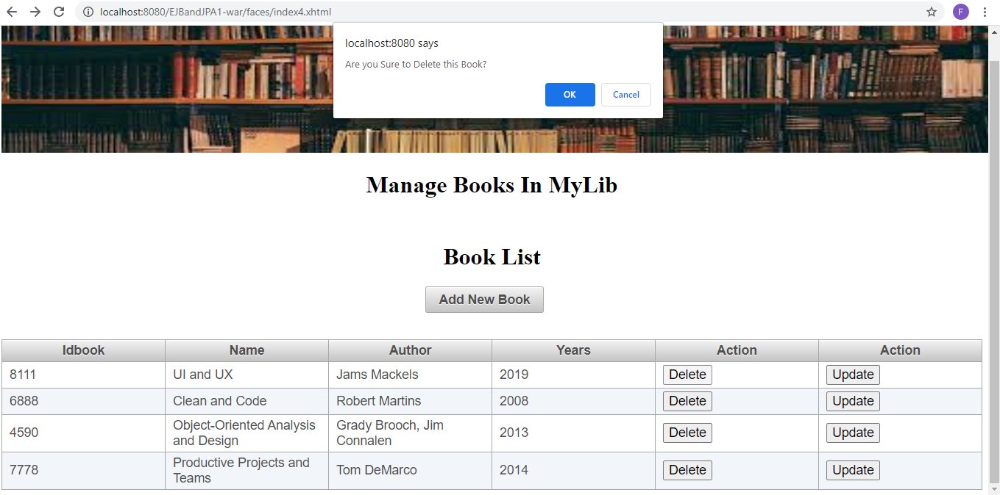 localhost:8080/EJBandJPA1-war/faces/index4.xhtml
F
localhost:8080 says
Are you Sure to Delete this Book?
OK Cancel
Manage Books In MyLib
Book List
Add New Book
Idbook Name Author Years Action Action
8111 UI and UX Jams Mackels 2019 Delete Update
6888 Clean and Code Robert Martins 2008 Delete Update
4590 Object-Oriented Analysis and Design Grady Brooch, Jim Connalen 2013 Delete Update
7778 Productive Projects and Teams Tom DeMarco 2014 Delete Update